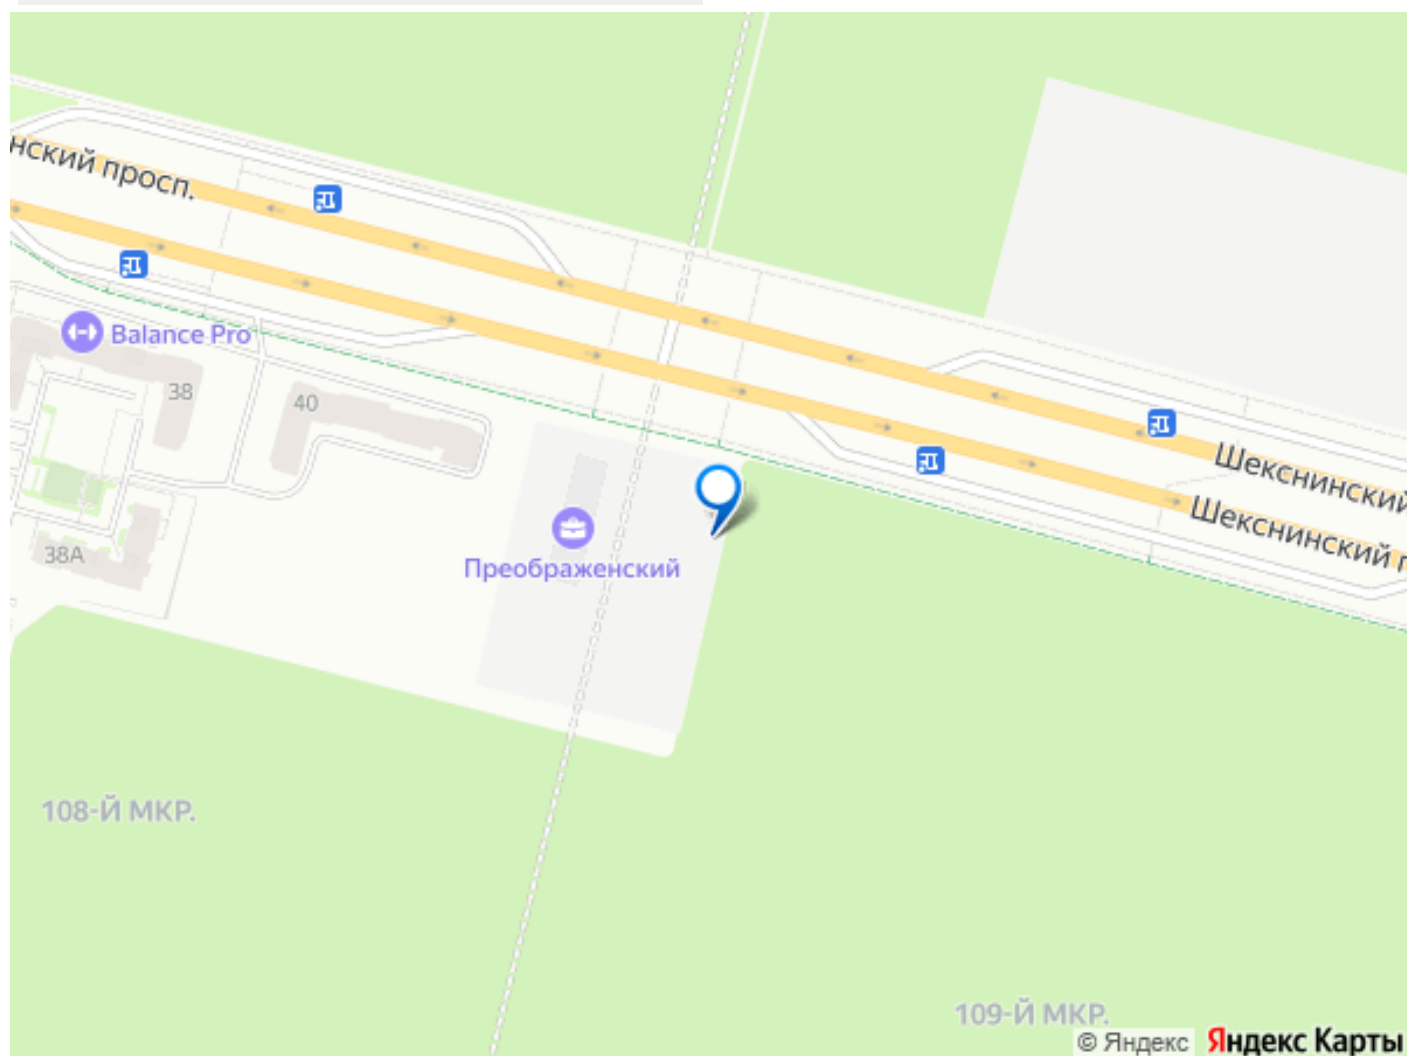 нский просп.
Balance Pro
38
40
Шекснинский
Шекснинский п
38А
Преображенский
108-Й МКР.
109-Й МКР.
© Яндекс Яндекс Карты